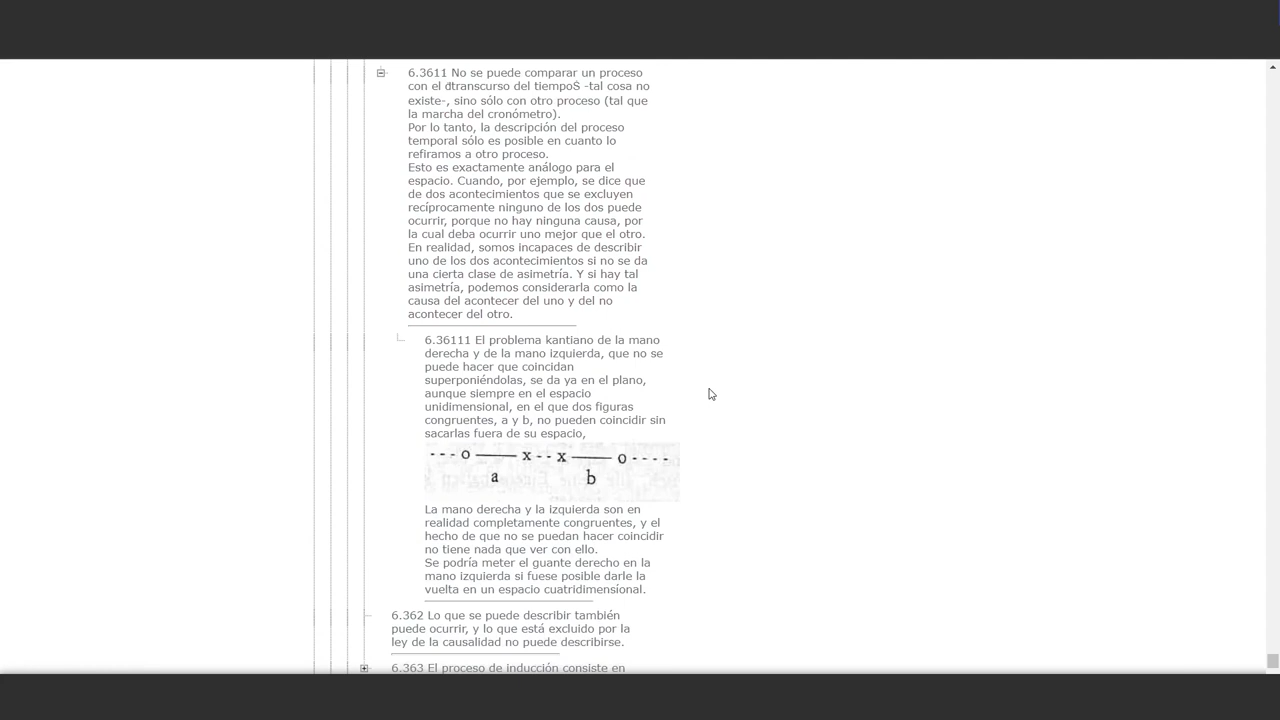 6.3611 No se puede comparar un proceso
con el đtranscurso del tiempoŠ -tal cosa no
existe-, sino sólo con otro proceso (tal que
la marcha del cronómetro).
Por lo tanto, la descripción del proceso
temporal sólo es posible en cuanto lo
refiramos a otro proceso.
Esto es exactamente análogo para el
espacio. Cuando, por ejemplo, se dice que
de dos acontecimientos que se excluyen
recíprocamente ninguno de los dos puede
ocurrir, porque no hay ninguna causa, por
la cual deba ocurrir uno mejor que el otro.
En realidad, somos incapaces de describir
uno de los dos acontecimientos si no se da
una cierta clase de asimetría. Y si hay tal
asimetría, podemos considerarla como la
causa del acontecer del uno y del no
acontecer del otro.
6.36111 El problema kantiano de la mano
derecha y de la mano izquierda, que no se
puede hacer que coincidan
superponiéndolas, se da ya en el plano,
aunque siempre en el espacio
unidimensional, en el que dos figuras
congruentes, a y b, no pueden coincidir sin
sacarlas fuera de su espacio,
- - - o —— x - - x —— o - - - -
a b
La mano derecha y la izquierda son en
realidad completamente congruentes, y el
hecho de que no se puedan hacer coincidir
no tiene nada que ver con ello.
Se podría meter el guante derecho en la
mano izquierda si fuese posible darle la
vuelta en un espacio cuatridimensíonal.
6.362 Lo que se puede describir también
puede ocurrir, y lo que está excluido por la
ley de la causalidad no puede describirse.
6.363 El proceso de inducción consiste en